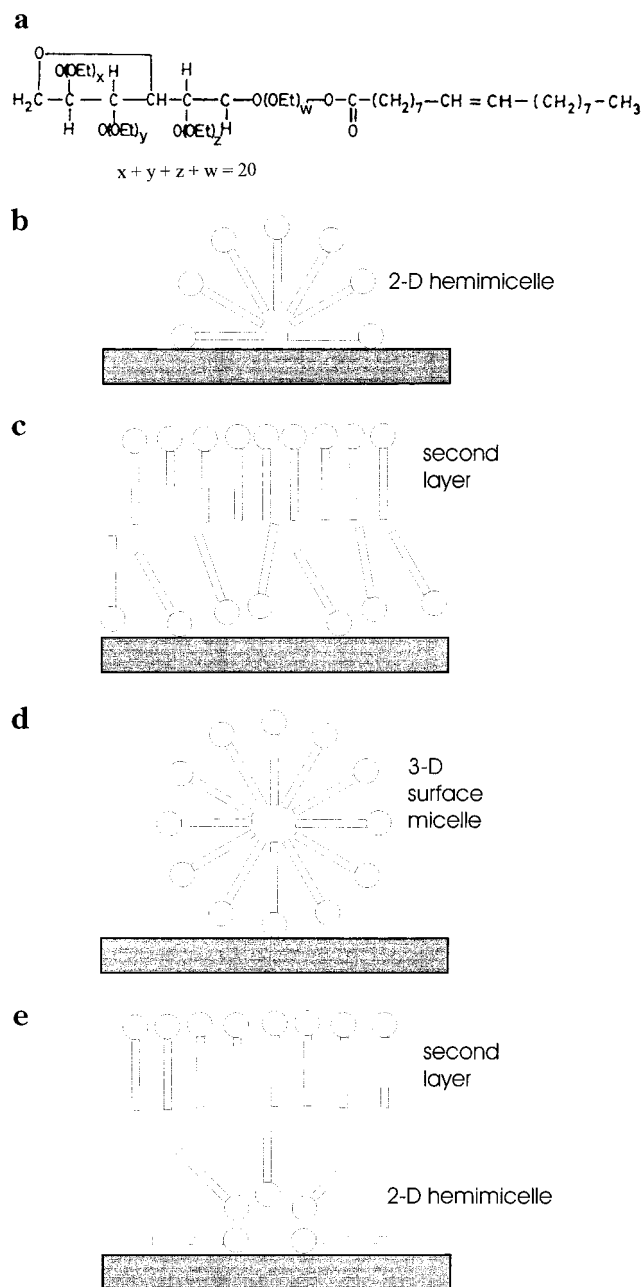 a
O
O(OEt)x H H
H2C—C—C—CH—C—C—O(OEt)w—O—C(CH2)7—CH=CH—(CH2)7—CH3
H O(OEt)y O(OEt)z H O
x + y + z + w = 20
b
2-D hemimicelle
c
second
layer
d
3-D
surface
micelle
e
second
layer
2-D hemimicelle